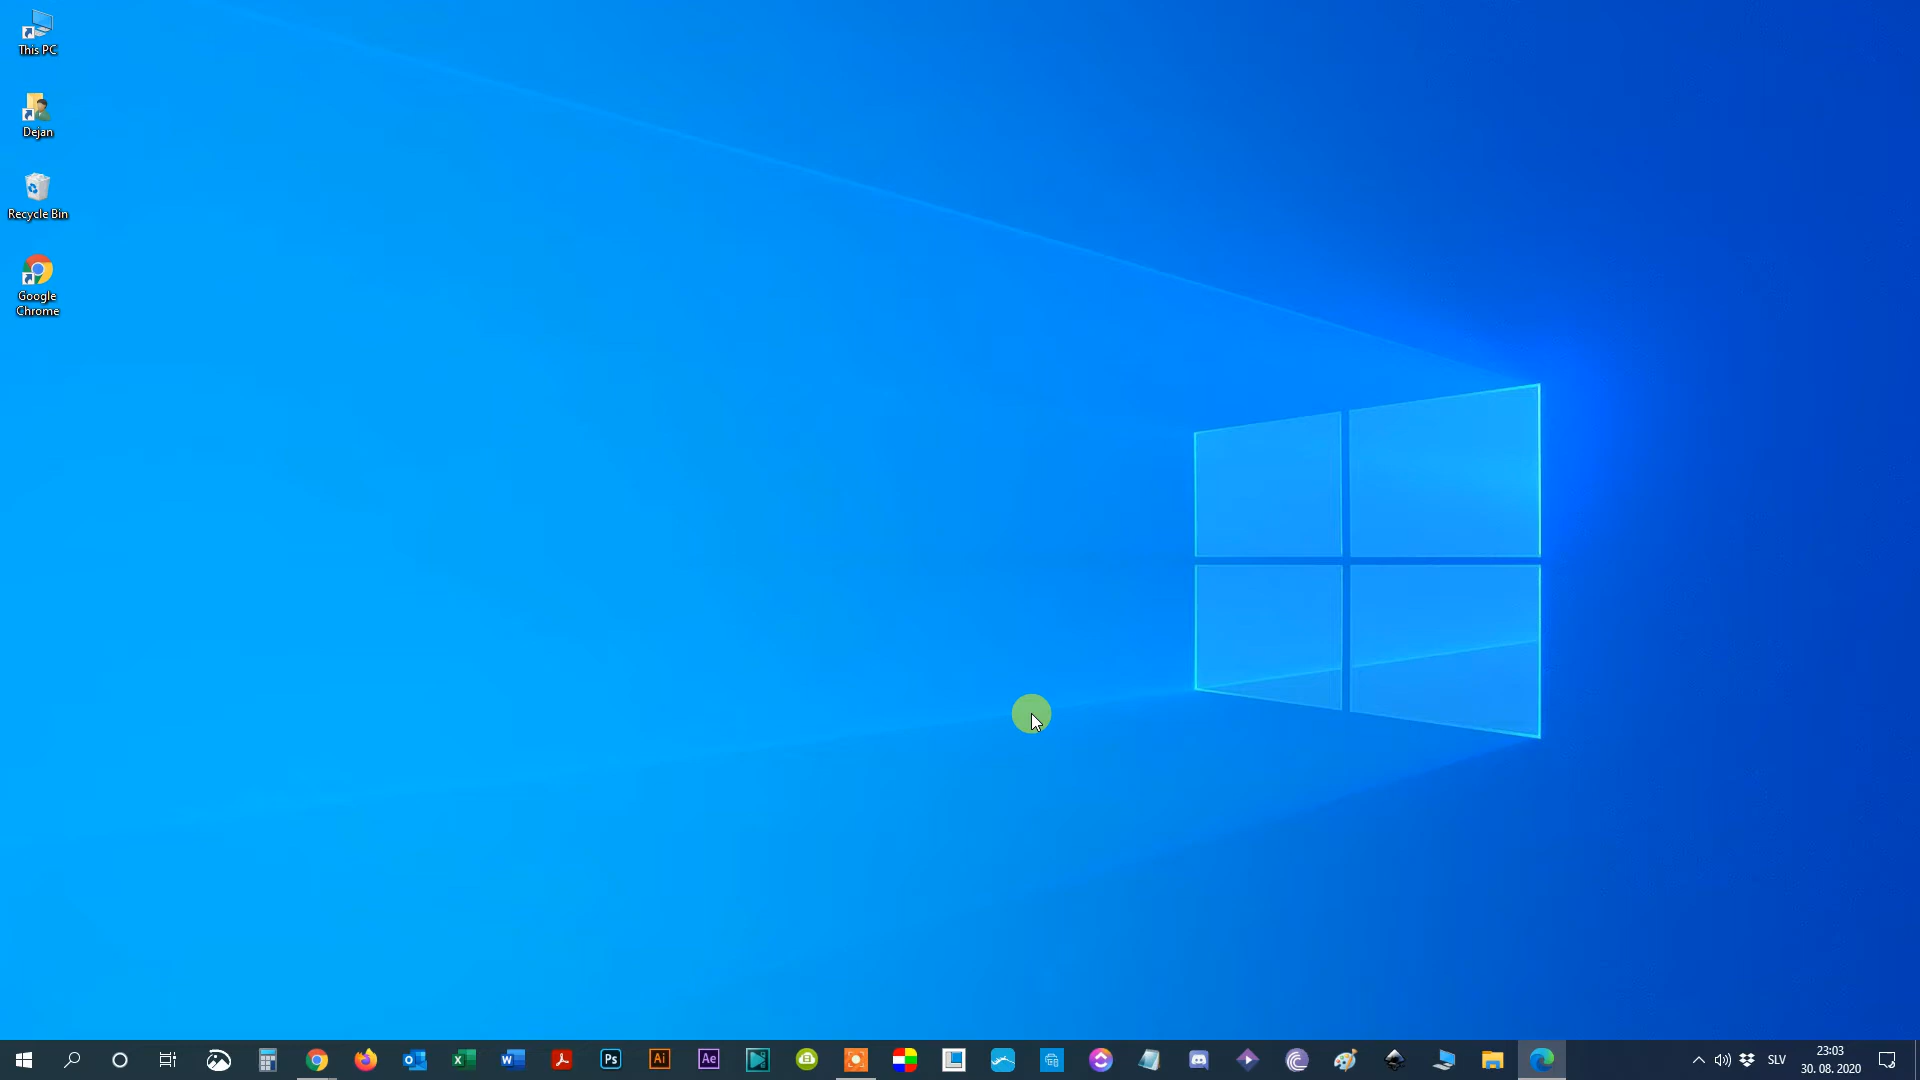 This PC
Dejan
Recycle Bin
Google
Chrome
Ps
Ai
Ae
SLV
23:03
30. 08. 2020